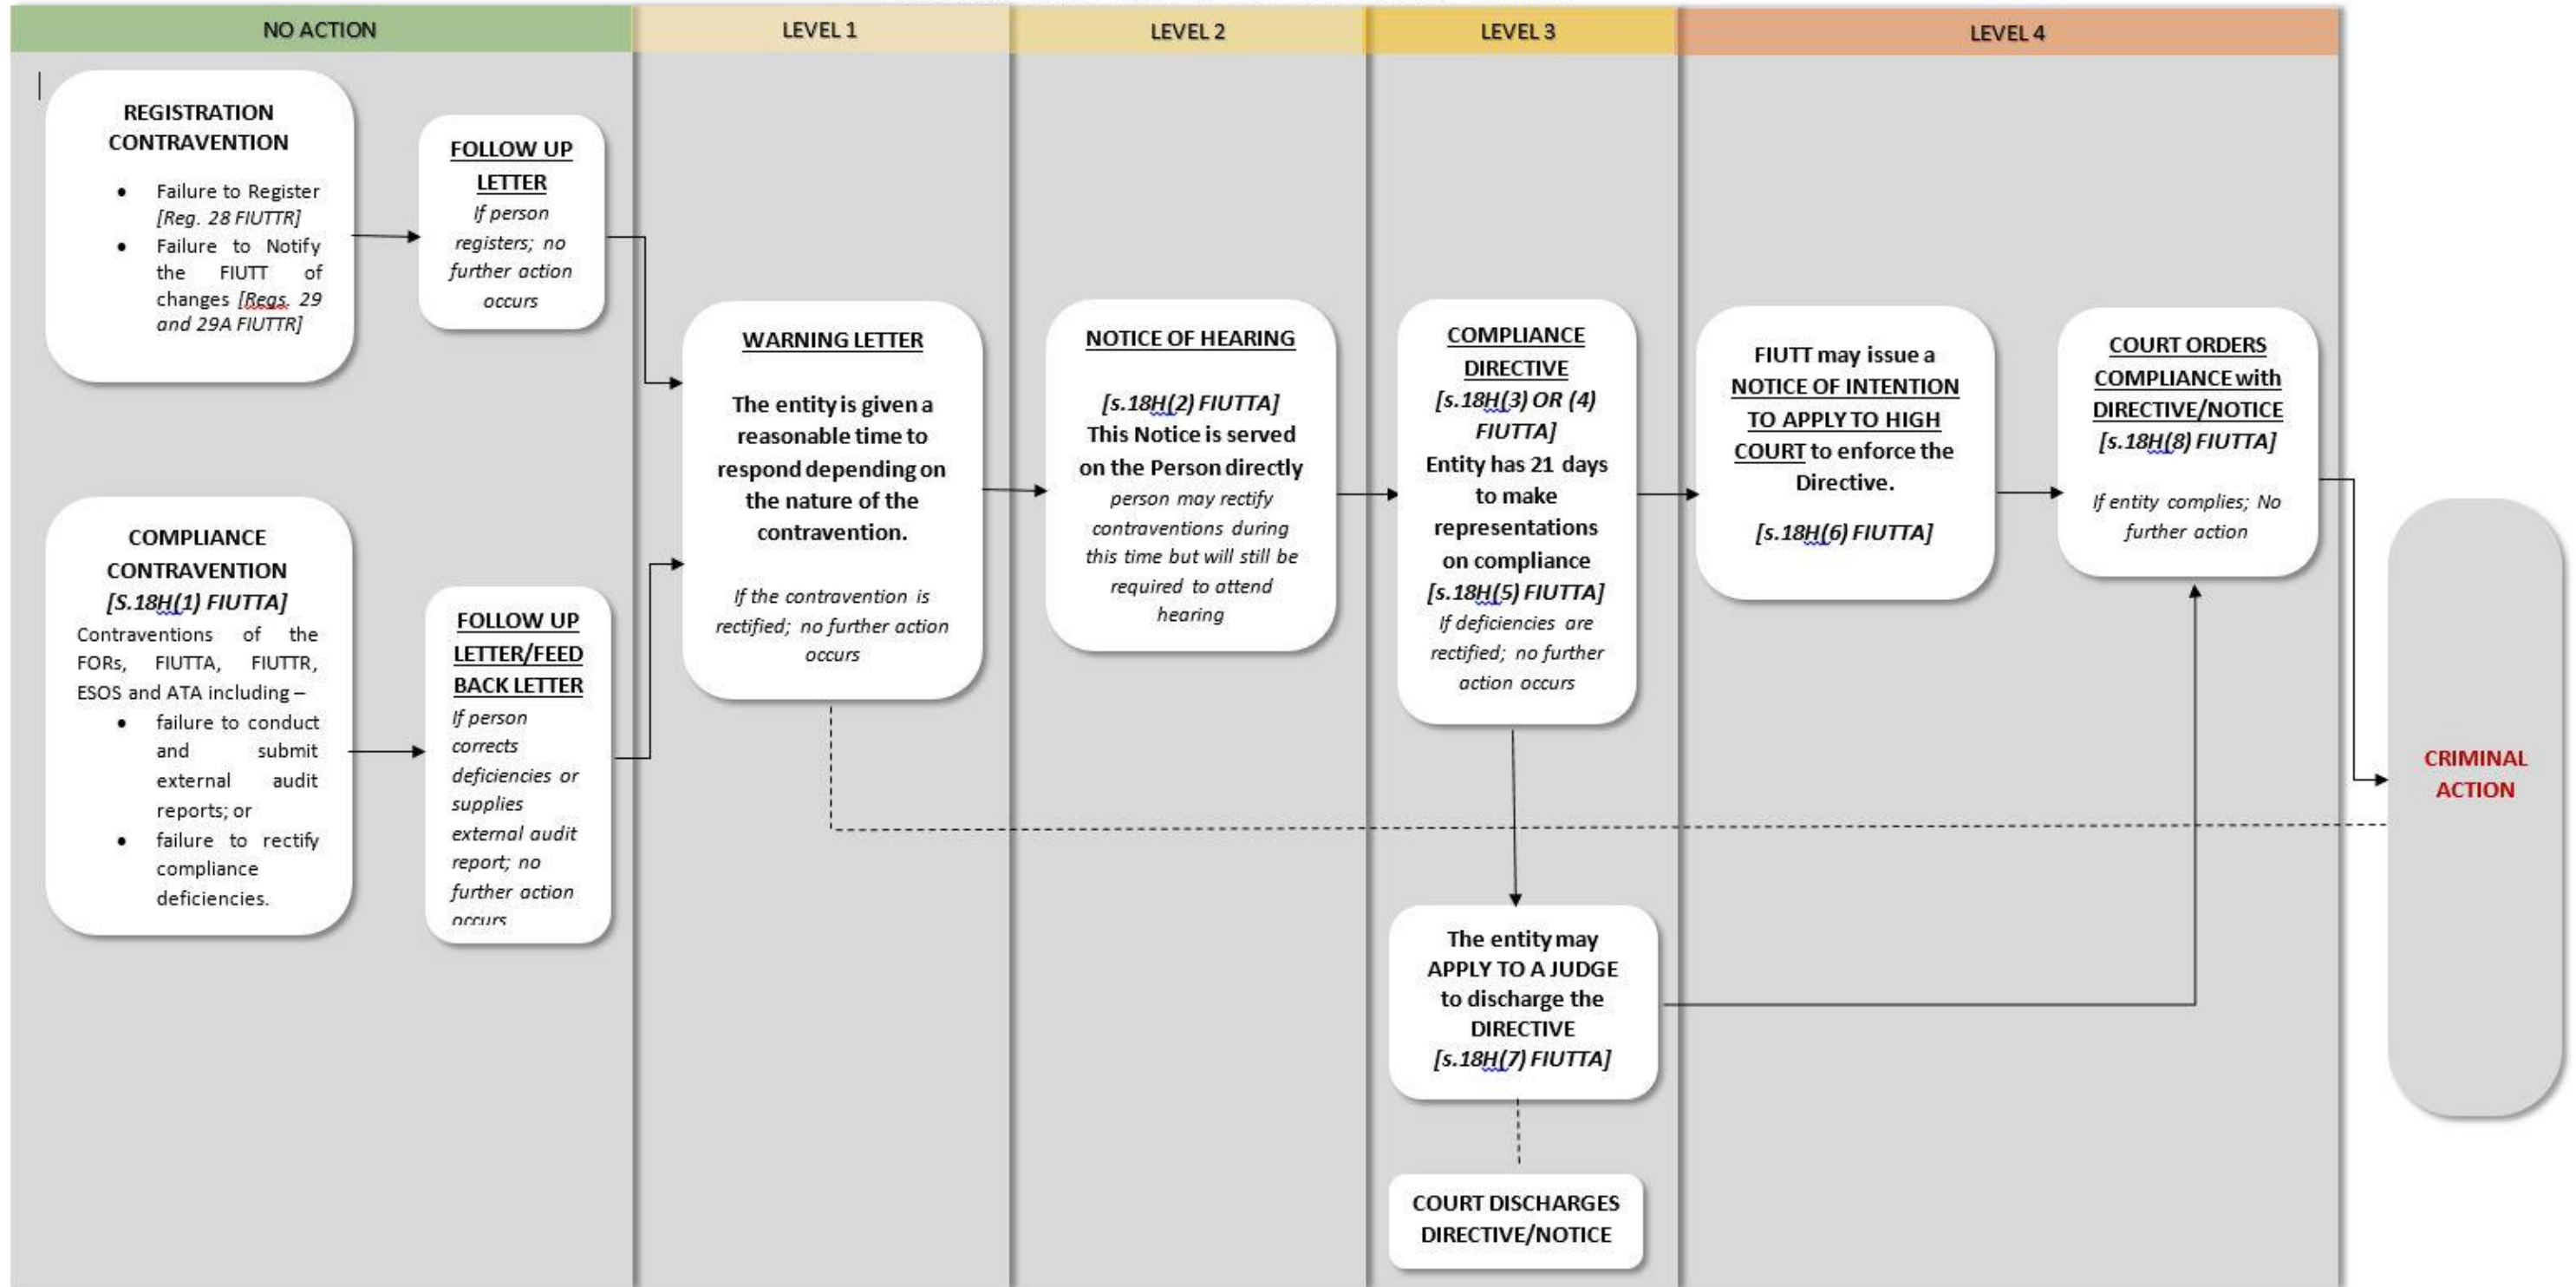 NO ACTION
LEVEL 1
LEVEL 2
LEVEL 3
LEVEL 4
REGISTRATION
CONTRAVENTION
• Failure to Register
[Reg. 28 FIUTTR]
• Failure to Notify
the FIUTT of
changes [Regs. 29
and 29A FIUTTR]
FOLLOW UP
LETTER
If person
registers; no
further action
occurs
COMPLIANCE
CONTRAVENTION
[S.18H(1) FIUTTA]
Contraventions of the
FORs, FIUTTA, FIUTTR,
ESOS and ATA including –
• failure to conduct
and submit
external audit
reports; or
• failure to rectify
compliance
deficiencies.
FOLLOW UP
LETTER/FEED
BACK LETTER
If person
corrects
deficiencies or
supplies
external audit
report; no
further action
occurs
WARNING LETTER
The entity is given a
reasonable time to
respond depending on
the nature of the
contravention.
If the contravention is
rectified; no further action
occurs
NOTICE OF HEARING
[s.18H(2) FIUTTA]
This Notice is served
on the Person directly
person may rectify
contraventions during
this time but will still be
required to attend
hearing
COMPLIANCE
DIRECTIVE
[s.18H(3) OR (4)
FIUTTA]
Entity has 21 days
to make
representations
on compliance
[s.18H(5) FIUTTA]
If deficiencies are
rectified; no further
action occurs
The entity may
APPLY TO A JUDGE
to discharge the
DIRECTIVE
[s.18H(7) FIUTTA]
COURT DISCHARGES
DIRECTIVE/NOTICE
FIUTT may issue a
NOTICE OF INTENTION
TO APPLY TO HIGH
COURT to enforce the
Directive.
[s.18H(6) FIUTTA]
COURT ORDERS
COMPLIANCE with
DIRECTIVE/NOTICE
[s.18H(8) FIUTTA]
If entity complies; No
further action
CRIMINAL
ACTION